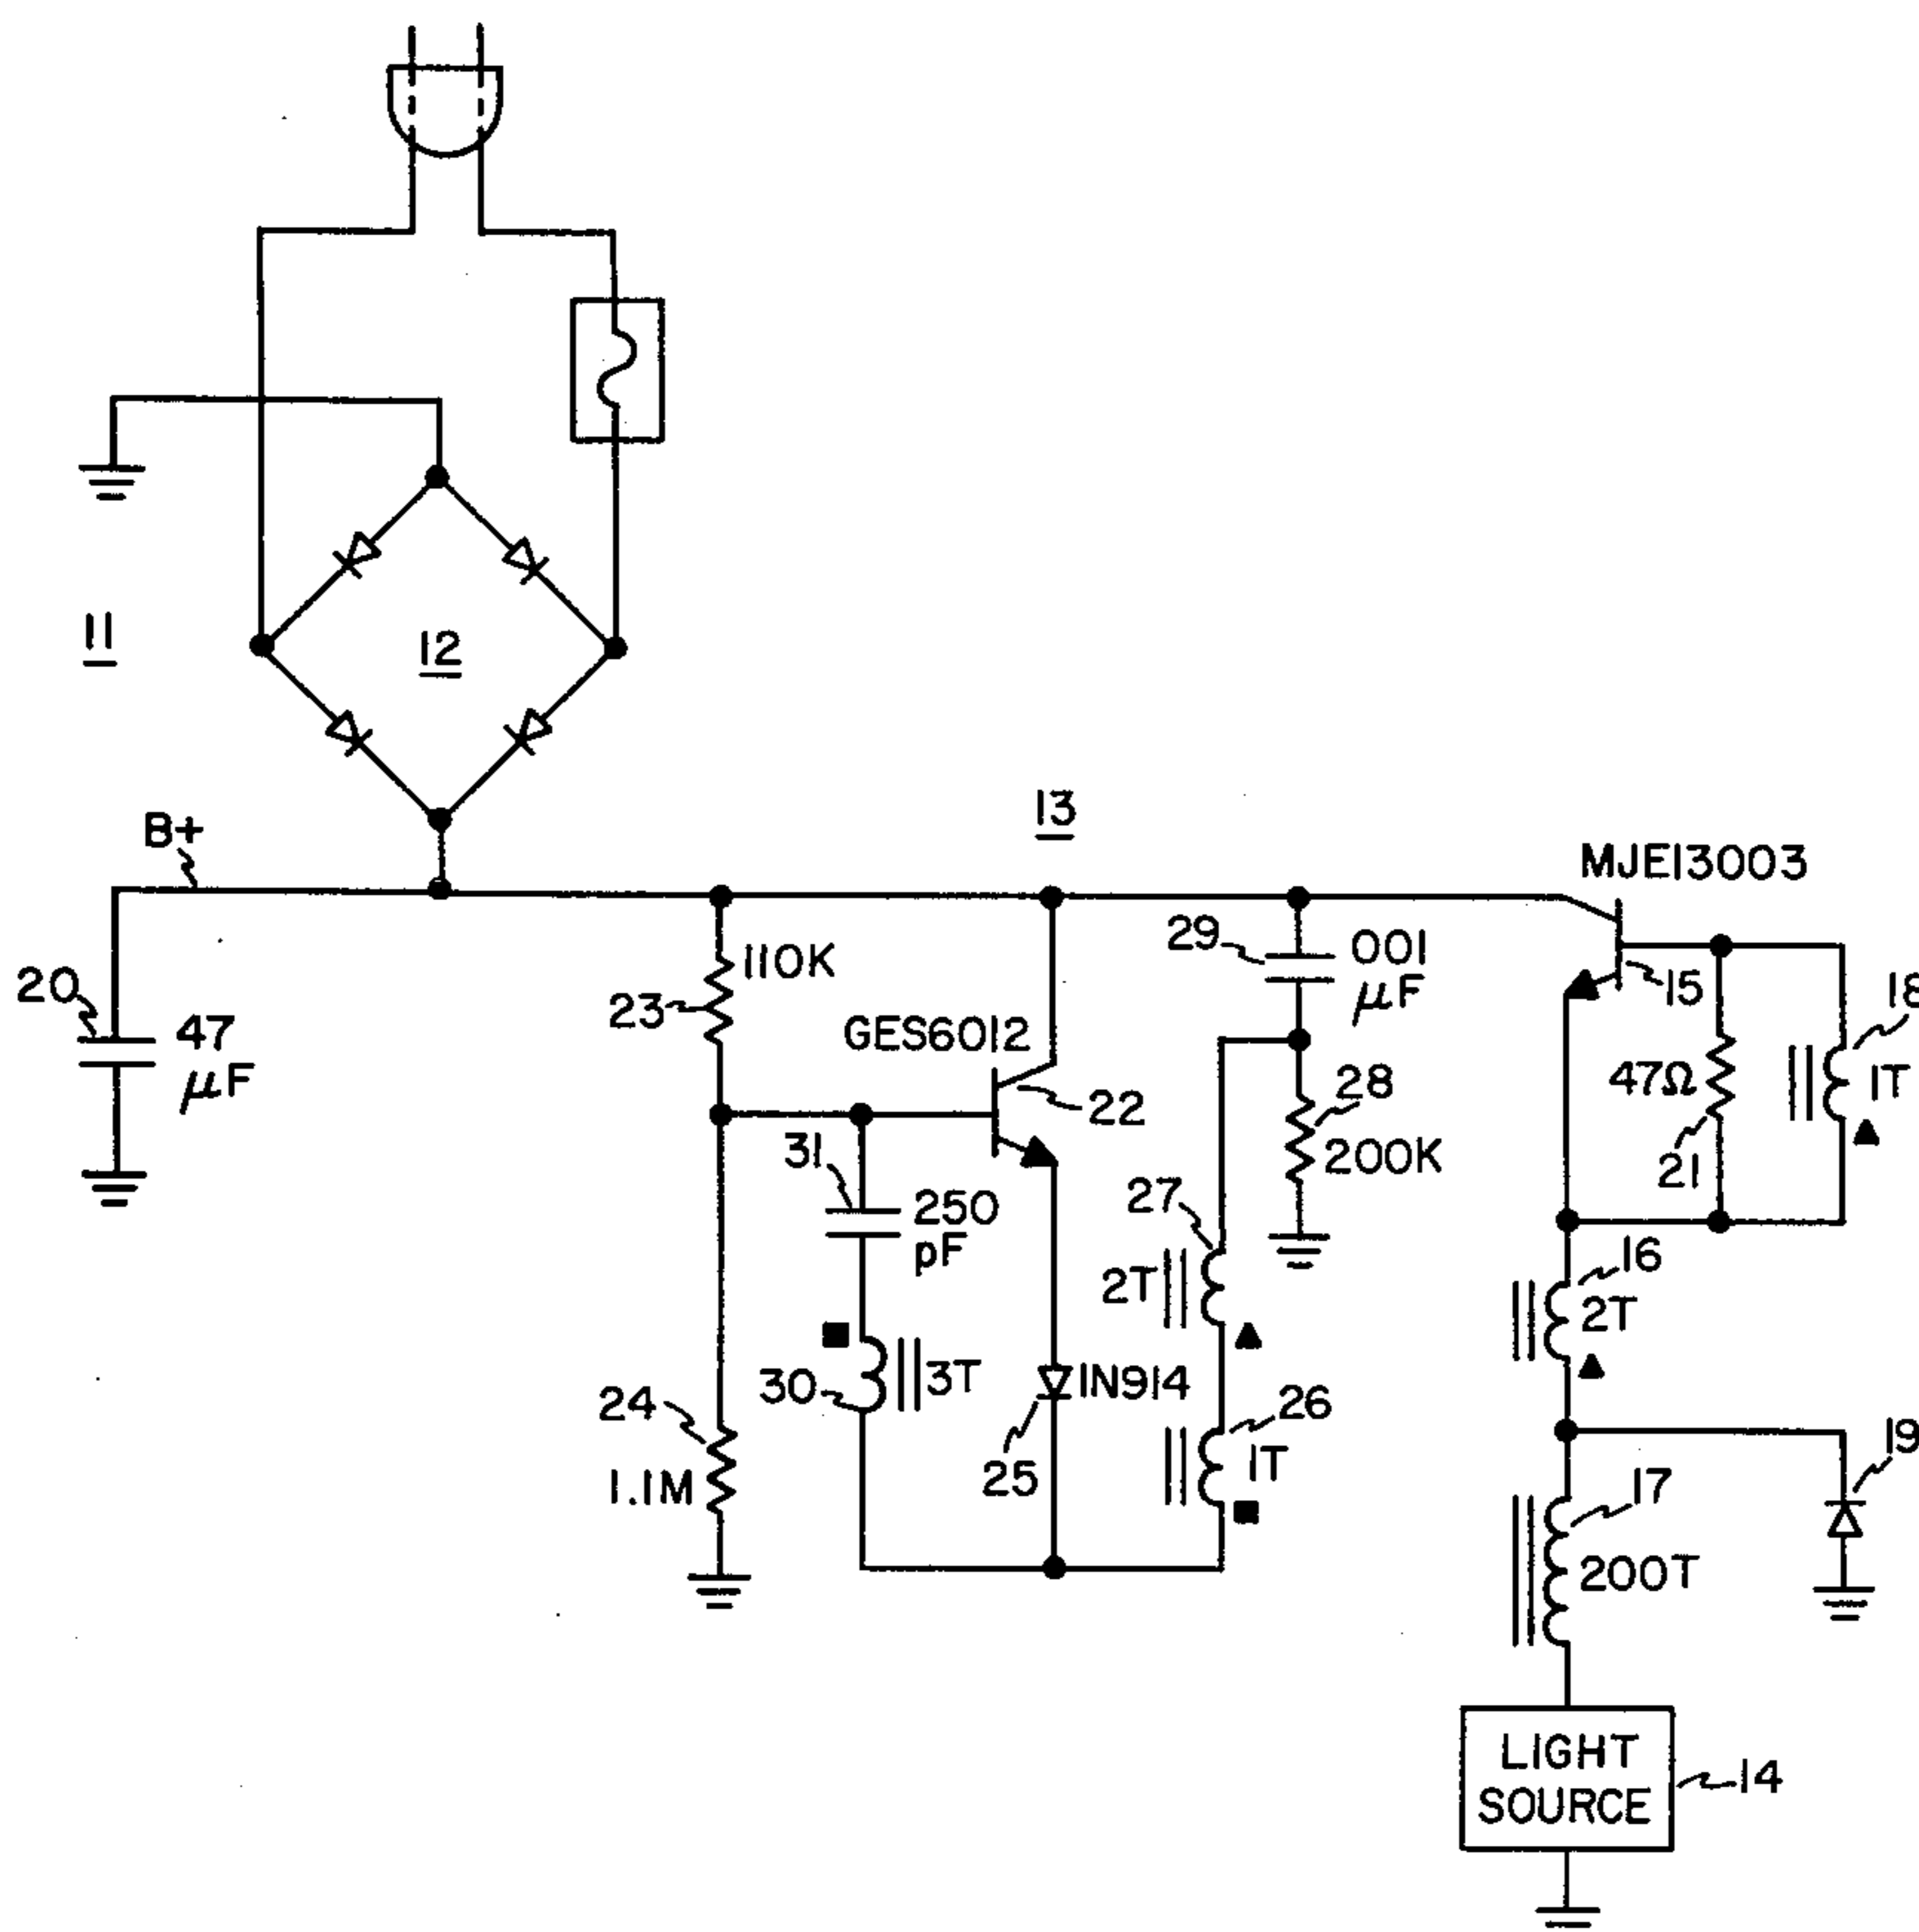 11
12
13
B+
MJE13003
20
47
µF
110K
23
GES6012
22
29
001
µF
15
18
1T
47Ω
21
28
200K
31
250
pF
27
2T
16
2T
24
1.1M
30
3T
1N914
25
26
1T
17
200T
19
LIGHT
SOURCE
14